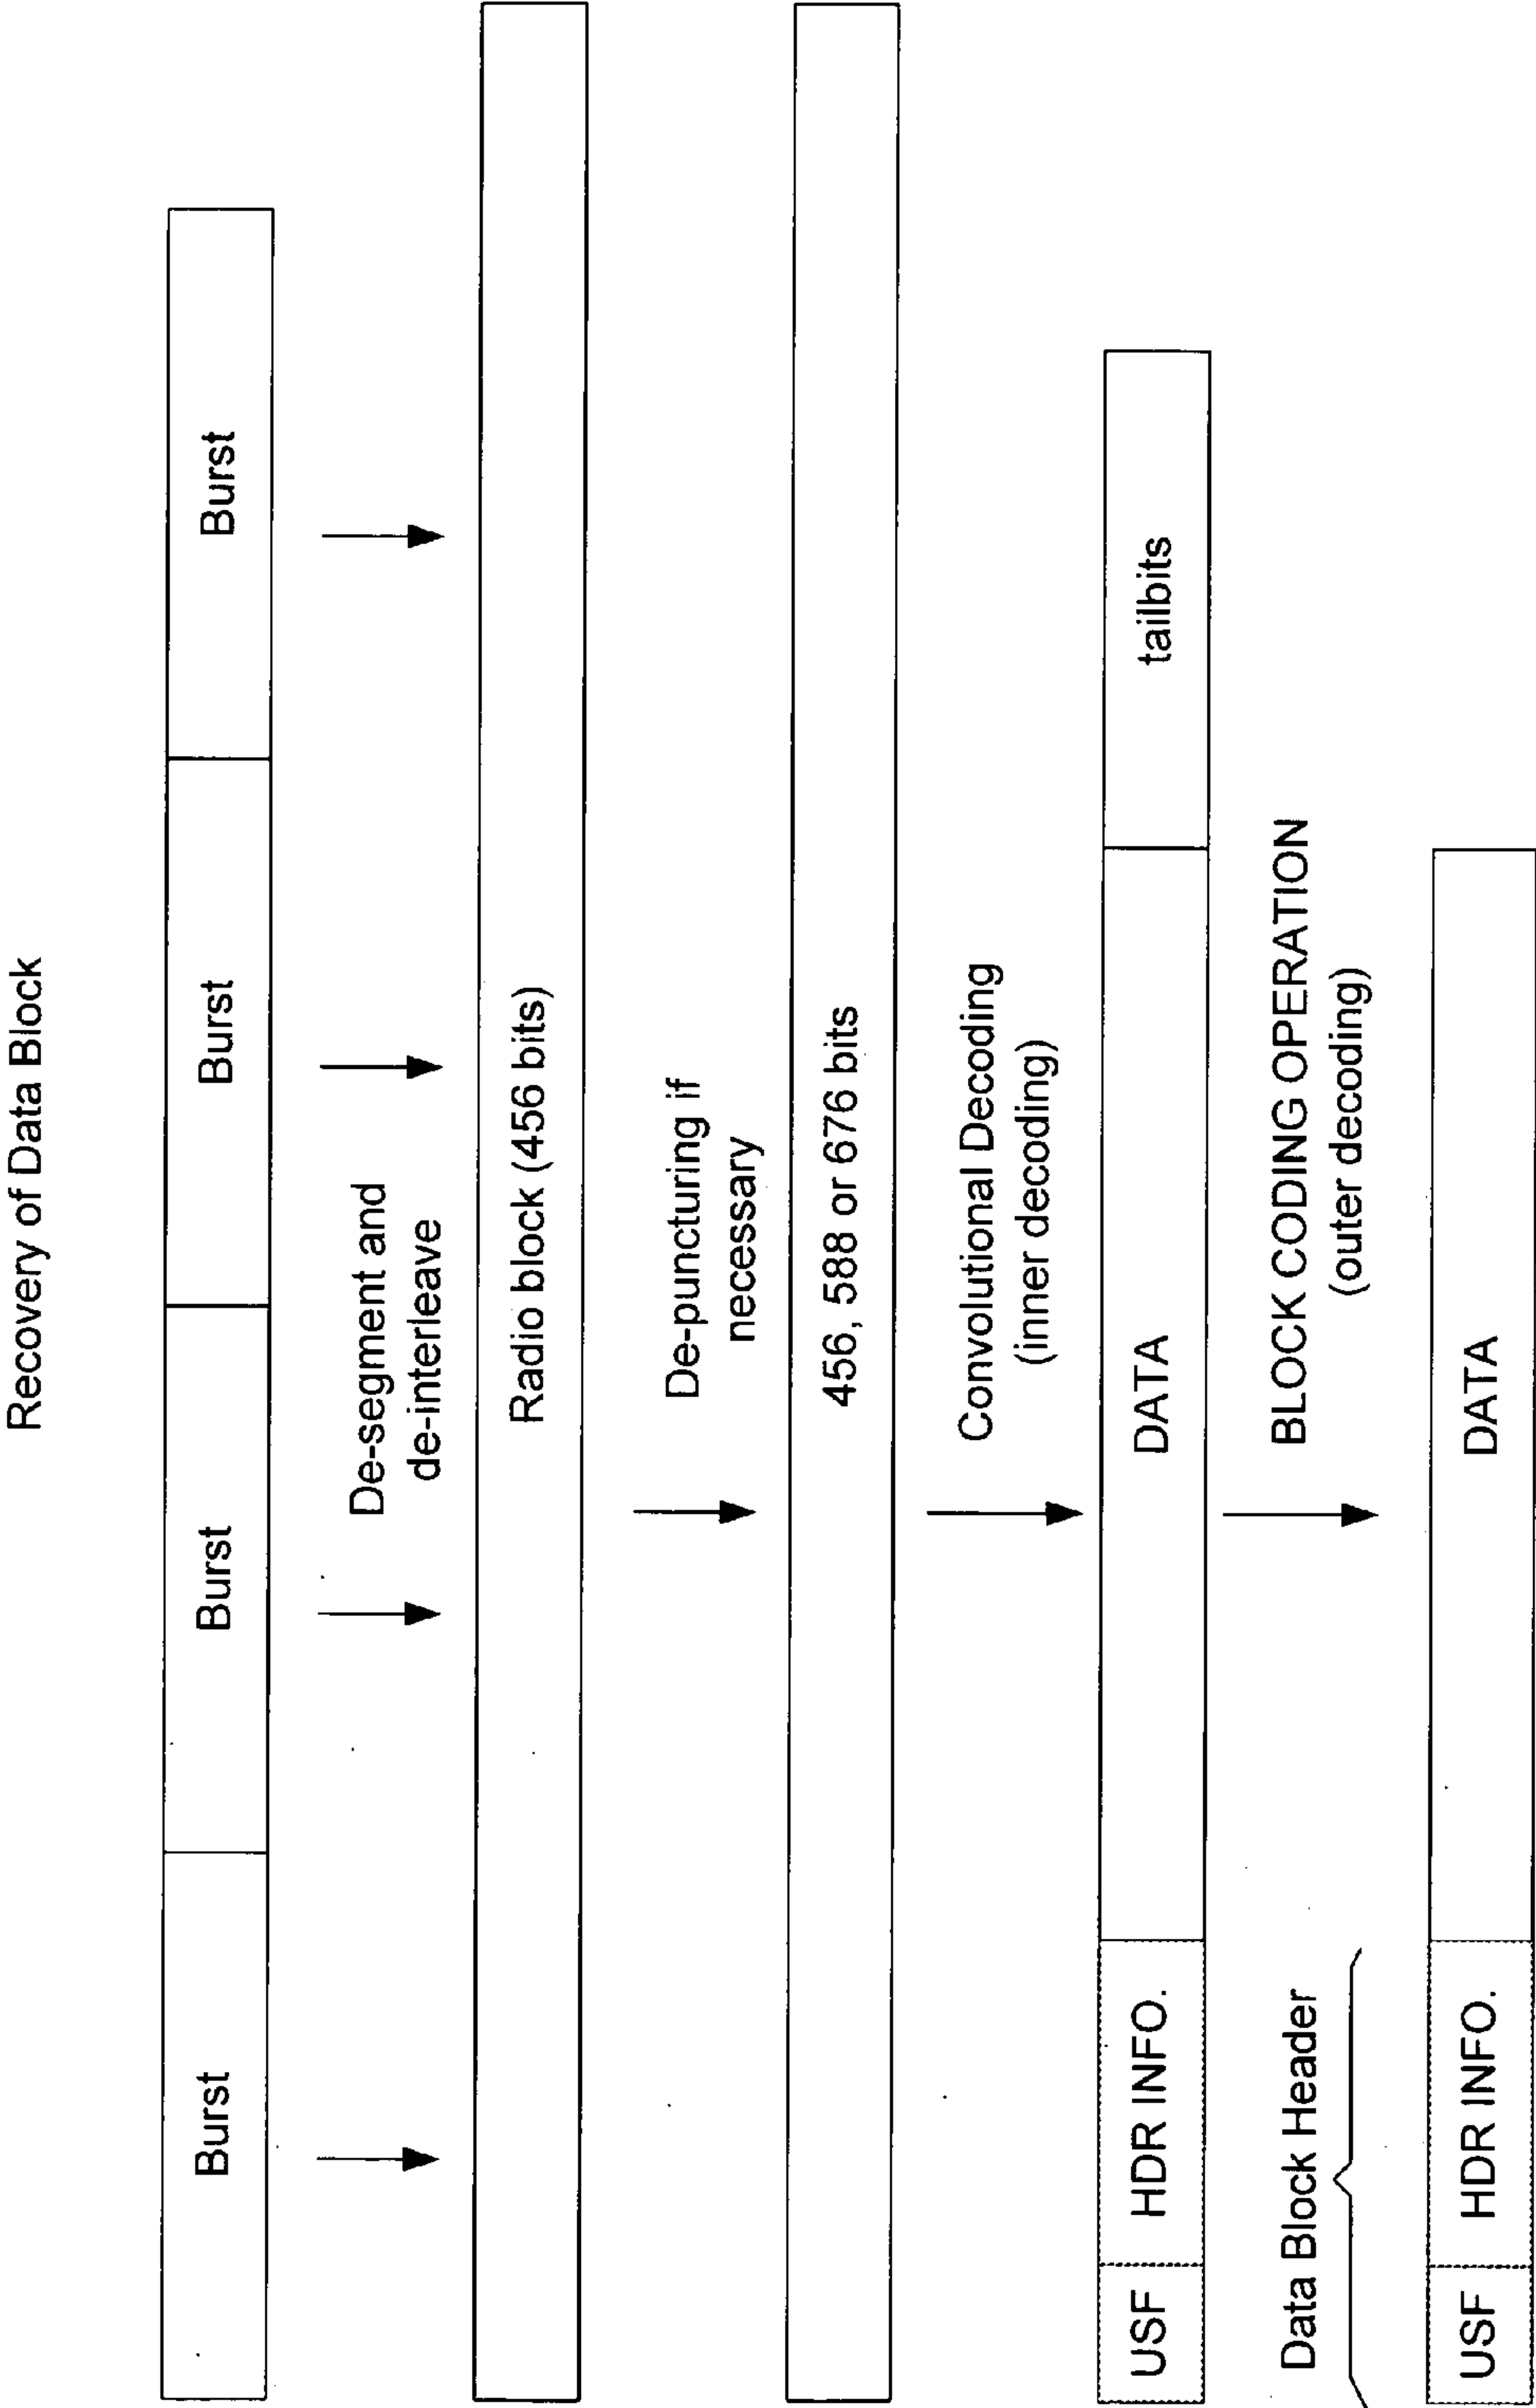 Recovery of Data Block
Burst Burst Burst Burst
De-segment and
de-interleave
Radio block (456 bits)
De-puncturing if
necessary
456, 588 or 676 bits
Convolutional Decoding
(inner decoding)
USF HDR INFO. DATA tailbits
BLOCK CODING OPERATION
(outer decoding)
Data Block Header
USF HDR INFO. DATA